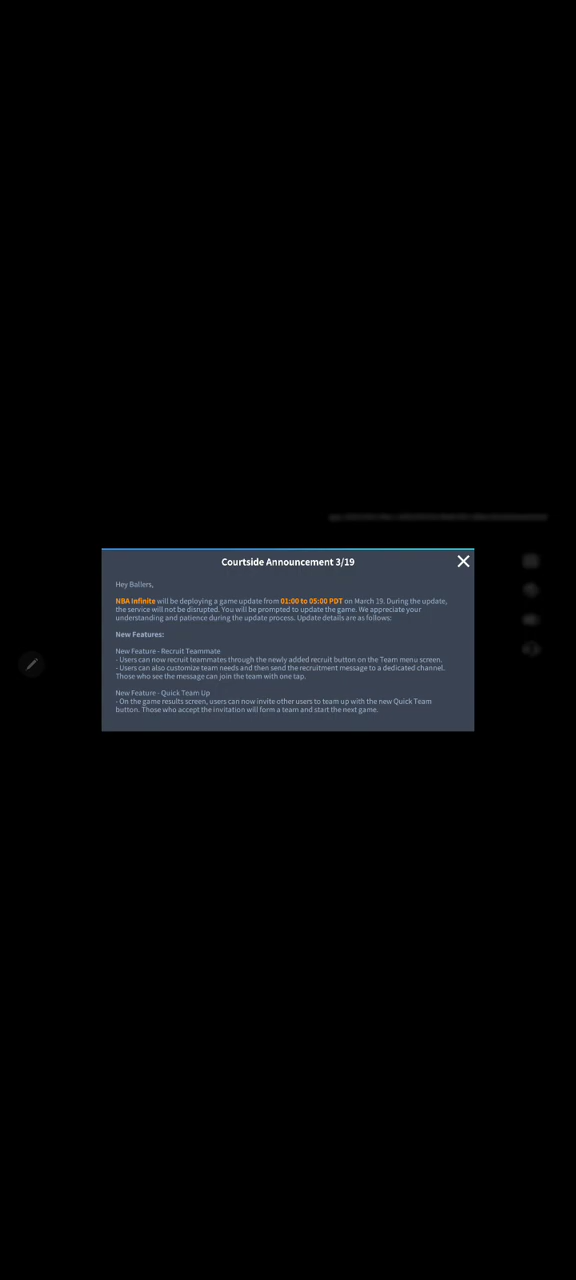 Courtside Announcement 3/19
Hey Ballers,
NBA Infinite will be deploying a game update from 01:00 to 05:00 PDT on March 19. During the update,
the service will not be disrupted. You will be prompted to update the game. We appreciate your
understanding and patience during the update process. Update details are as follows:
New Features:
New Feature - Recruit Teammate
- Users can now recruit teammates through the newly added recruit button on the Team menu screen.
- Users can also customize team needs and then send the recruitment message to a dedicated channel.
Those who see the message can join the team with one tap.
New Feature - Quick Team Up
- On the game results screen, users can now invite other users to team up with the new Quick Team
button. Those who accept the invitation will form a team and start the next game.